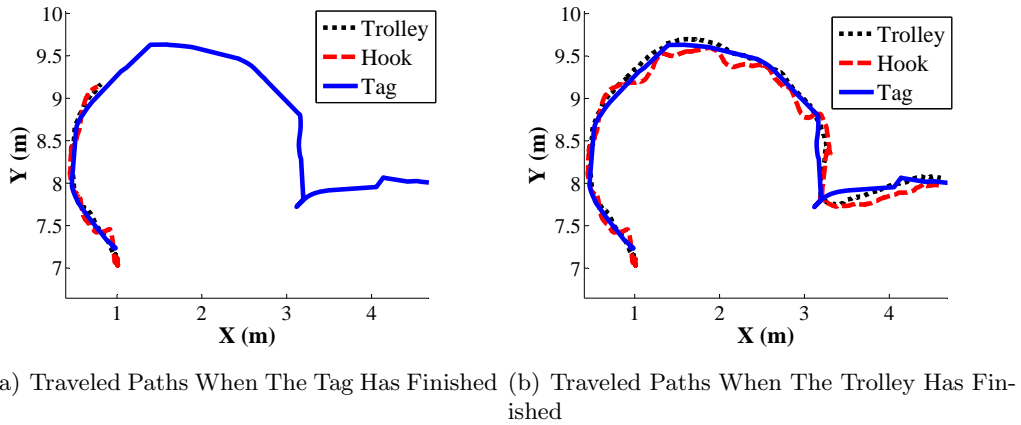 10
9.5
9
8.5
8
7.5
7
Y (m)
1
2
3
4
X (m)
Trolley
Hook
Tag
10
9.5
9
8.5
8
7.5
7
Y (m)
1
2
3
4
X (m)
Trolley
Hook
Tag
a) Traveled Paths When The Tag Has Finished
(b) Traveled Paths When The Trolley Has Fin-
ished